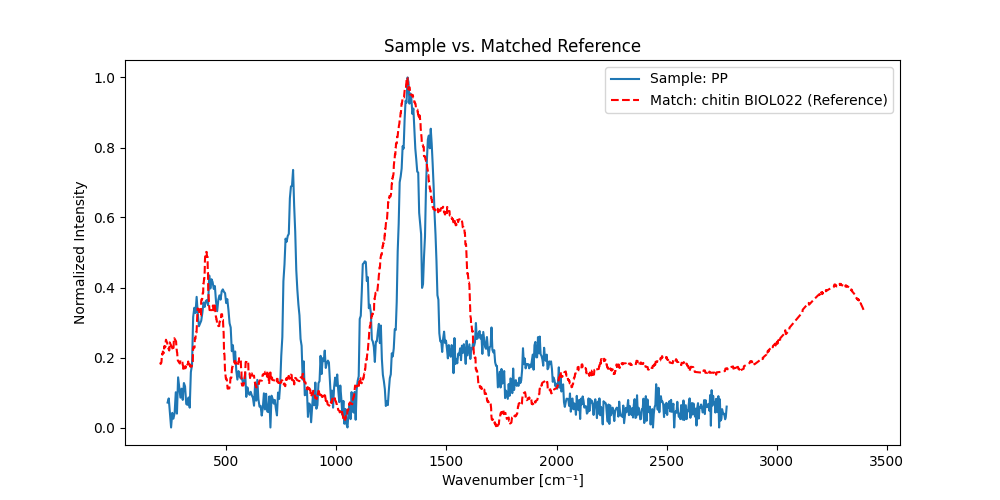 Sample vs. Matched Reference
Sample: PP
Match: chitin BIOL022 (Reference)
Normalized Intensity
1.0
0.8
0.6
0.4
0.2
0.0
500
1000
1500
2000
2500
3000
3500
Wavenumber [cm⁻¹]